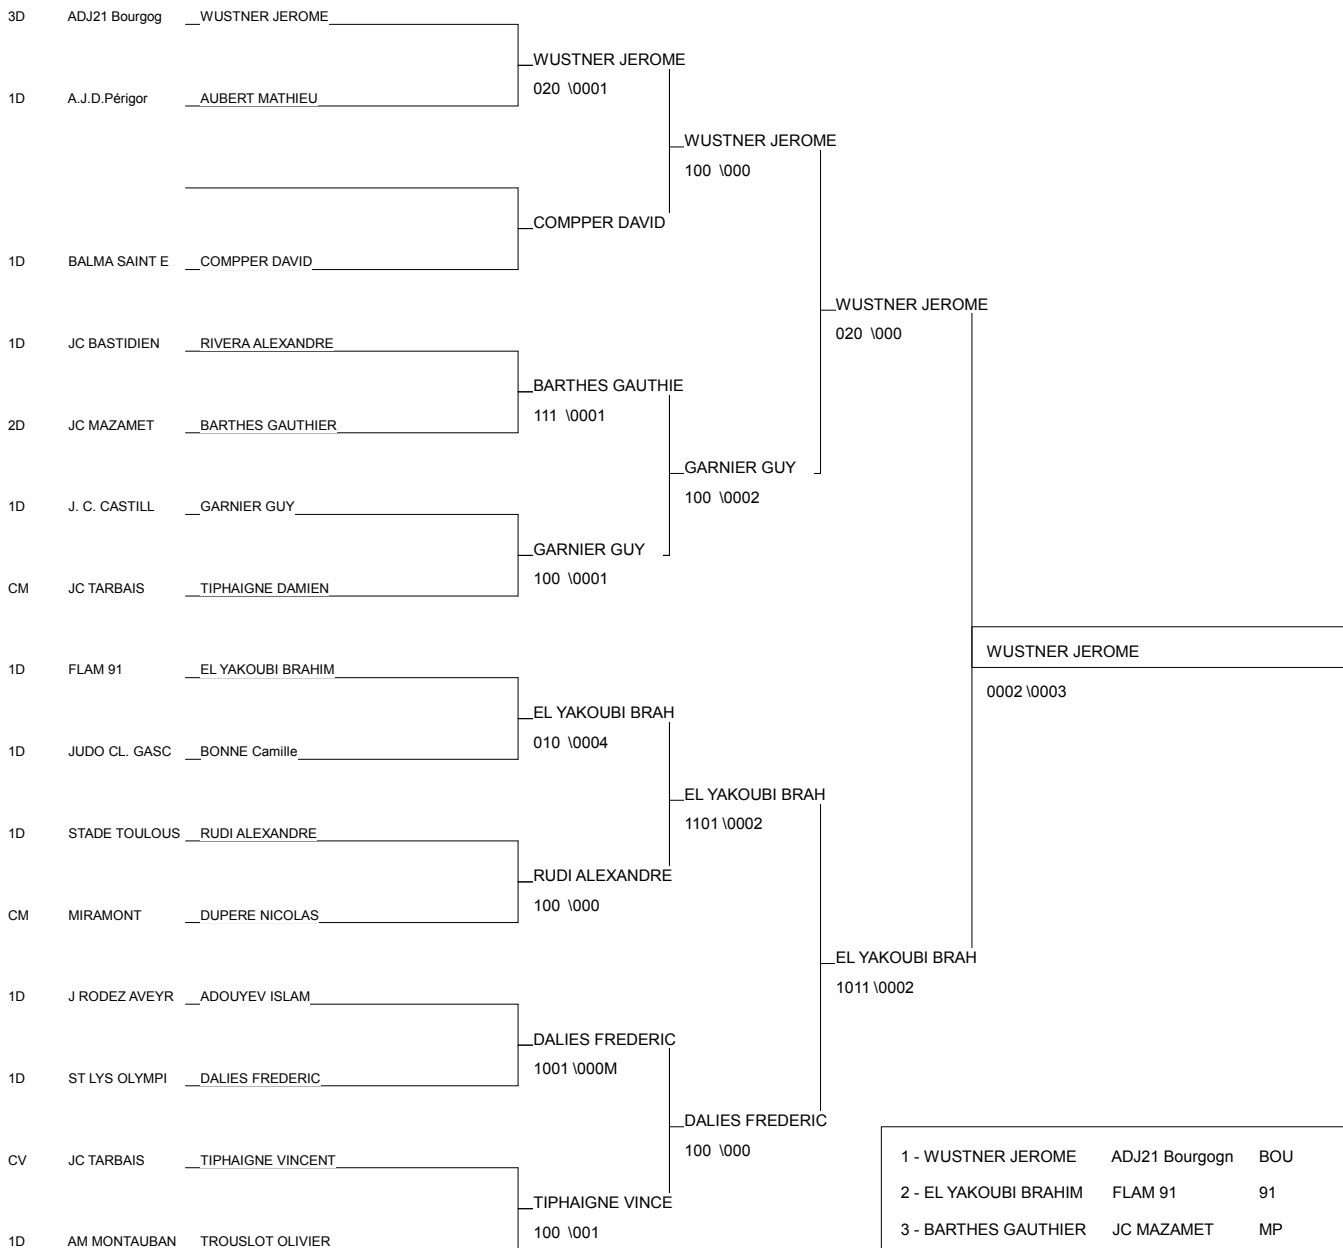 3D ADJ21 Bourgog WUSTNER JEROME
WUSTNER JEROME
020 \0001
1D A.J.D.Périgor AUBERT MATHIEU
WUSTNER JEROME
100 \000
COMPPER DAVID
1D BALMA SAINT E COMPPER DAVID
WUSTNER JEROME
020 \000
1D JC BASTIDIEN RIVERA ALEXANDRE
BARTHES GAUTHIE
111 \0001
2D JC MAZAMET BARTHES GAUTHIER
GARNIER GUY
100 \0002
1D J. C. CASTILL GARNIER GUY
GARNIER GUY
100 \0001
CM JC TARBAIS TIPHAIGNE DAMIEN
WUSTNER JEROME
0002 \0003
1D FLAM 91 EL YAKOUBI BRAHIM
EL YAKOUBI BRAH
010 \0004
1D JUDO CL. GASC BONNE Camille
EL YAKOUBI BRAH
1101 \0002
1D STADE TOULOUS RUDI ALEXANDRE
RUDI ALEXANDRE
100 \000
CM MIRAMONT DUPERE NICOLAS
EL YAKOUBI BRAH
1011 \0002
1D J RODEZ AVEYR ADOUYEV ISLAM
DALIES FREDERIC
1001 \000M
1D ST LYS OLYMPI DALIES FREDERIC
DALIES FREDERIC
100 \000
CV JC TARBAIS TIPHAIGNE VINCENT
TIPHAIGNE VINCE
100 \001
1D AM MONTAUBAN TROUSLOT OLIVIER
1 - WUSTNER JEROME ADJ21 Bourgogn BOU
2 - EL YAKOUBI BRAHIM FLAM 91 91
3 - BARTHES GAUTHIER JC MAZAMET MP